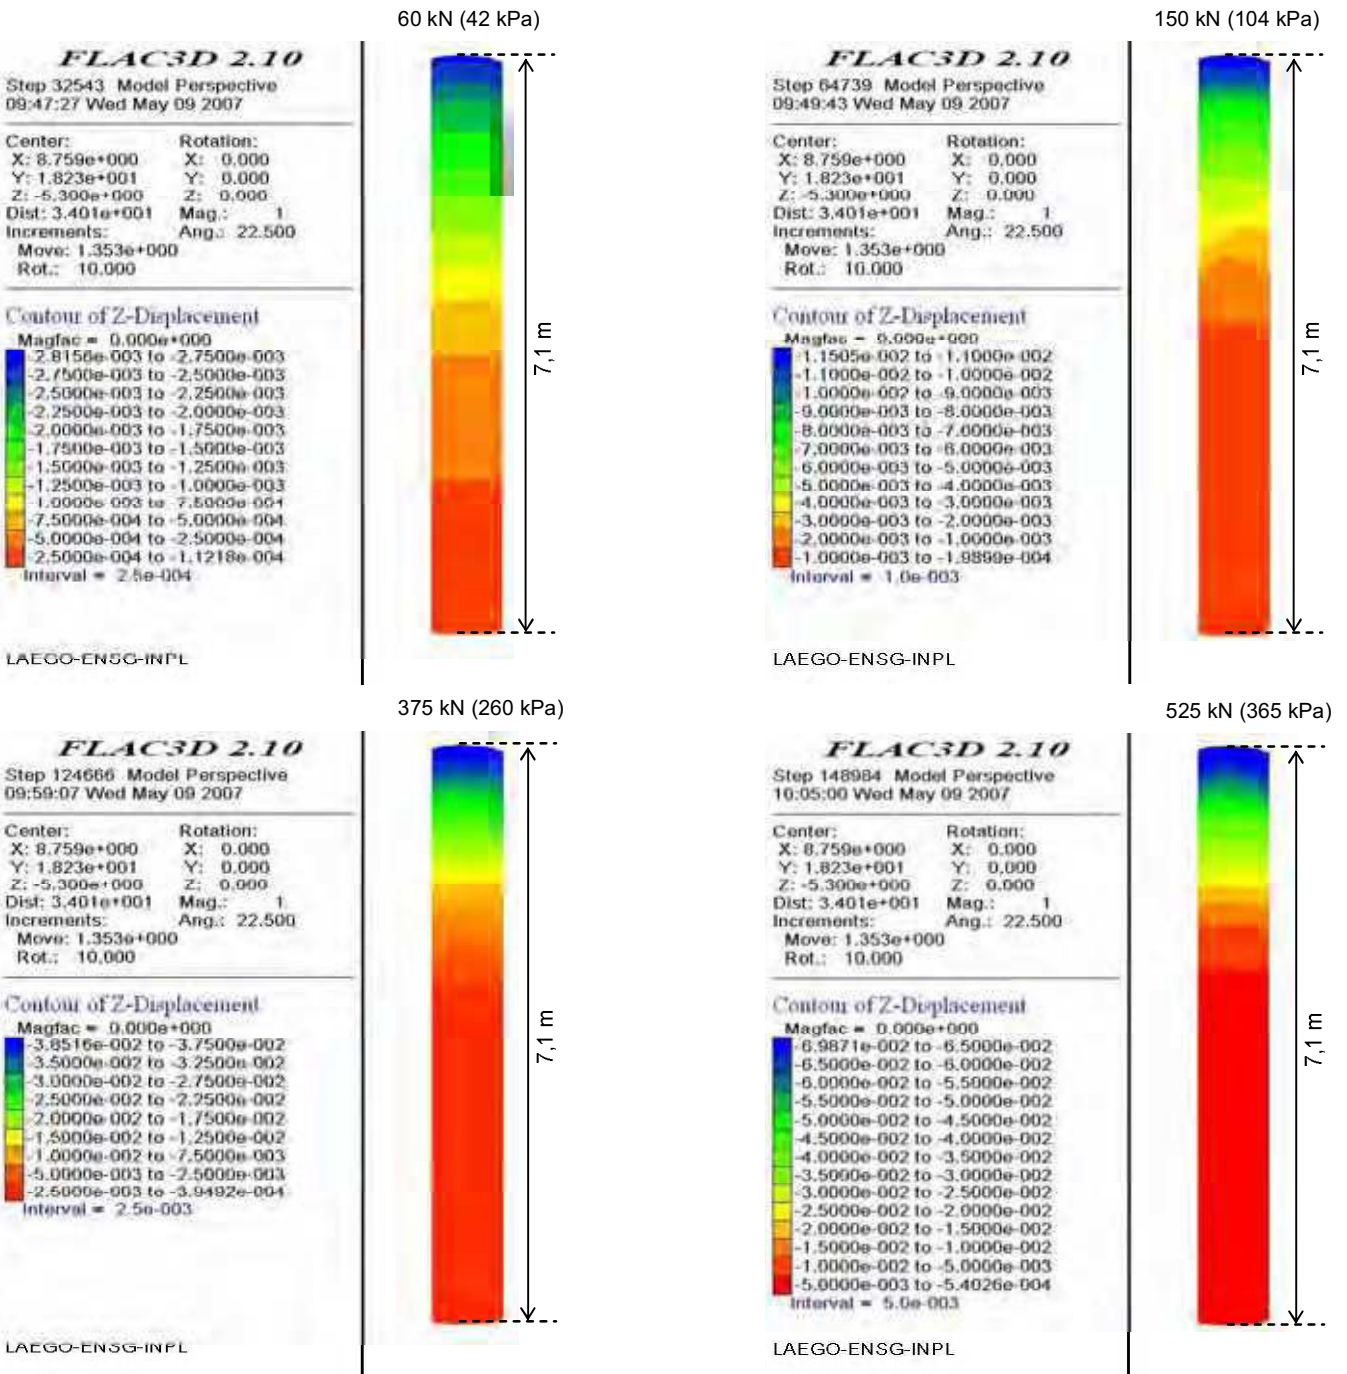 60 kN (42 kPa)
FLAC3D 2.10
Step 32543 Model Perspective
09:47:27 Wed May 09 2007
Center: Rotation:
X: 8.759e+000 X: 0.000
Y: 1.823e+001 Y: 0.000
Z: -5.300e+000 Z: 0.000
Dist: 3.401e+001 Mag.: 1
Increments: Ang.: 22.500
Move: 1.353e+000
Rot.: 10.000
Contour of Z-Displacement
Magfac = 0.000e+000
-2.8156e-003 to -2.7500e-003
-2.7500e-003 to -2.5000e-003
-2.5000e-003 to -2.2500e-003
-2.2500e-003 to -2.0000e-003
-2.0000e-003 to -1.7500e-003
-1.7500e-003 to -1.5000e-003
-1.5000e-003 to -1.2500e-003
-1.2500e-003 to -1.0000e-003
-1.0000e-003 to -7.5000e-004
-7.5000e-004 to -5.0000e-004
-5.0000e-004 to -2.5000e-004
-2.5000e-004 to -1.1218e-004
Interval = 2.5e-004
LAEGO-ENSG-INPL
7,1 m
150 kN (104 kPa)
FLAC3D 2.10
Step 64739 Model Perspective
09:49:43 Wed May 09 2007
Center: Rotation:
X: 8.759e+000 X: 0.000
Y: 1.823e+001 Y: 0.000
Z: -5.300e+000 Z: 0.000
Dist: 3.401e+001 Mag.: 1
Increments: Ang.: 22.500
Move: 1.353e+000
Rot.: 10.000
Contour of Z-Displacement
Magfac = 0.000e+000
-1.1505e-002 to -1.1000e-002
-1.1000e-002 to -1.0000e-002
-1.0000e-002 to -9.0000e-003
-9.0000e-003 to -8.0000e-003
-8.0000e-003 to -7.0000e-003
-7.0000e-003 to -6.0000e-003
-6.0000e-003 to -5.0000e-003
-5.0000e-003 to -4.0000e-003
-4.0000e-003 to -3.0000e-003
-3.0000e-003 to -2.0000e-003
-2.0000e-003 to -1.0000e-003
-1.0000e-003 to -1.9899e-004
Interval = 1.0e-003
LAEGO-ENSG-INPL
7,1 m
375 kN (260 kPa)
FLAC3D 2.10
Step 124666 Model Perspective
09:59:07 Wed May 09 2007
Center: Rotation:
X: 8.759e+000 X: 0.000
Y: 1.823e+001 Y: 0.000
Z: -5.300e+000 Z: 0.000
Dist: 3.401e+001 Mag.: 1
Increments: Ang.: 22.500
Move: 1.353e+000
Rot.: 10.000
Contour of Z-Displacement
Magfac = 0.000e+000
-3.8516e-002 to -3.7500e-002
-3.5000e-002 to -3.2500e-002
-3.0000e-002 to -2.7500e-002
-2.5000e-002 to -2.2500e-002
-2.0000e-002 to -1.7500e-002
-1.5000e-002 to -1.2500e-002
-1.0000e-002 to -7.5000e-003
-5.0000e-003 to -2.5000e-003
-2.5000e-003 to -3.9492e-004
Interval = 2.5e-003
LAEGO-ENSG-INPL
7,1 m
525 kN (365 kPa)
FLAC3D 2.10
Step 148984 Model Perspective
10:05:00 Wed May 09 2007
Center: Rotation:
X: 8.759e+000 X: 0.000
Y: 1.823e+001 Y: 0.000
Z: -5.300e+000 Z: 0.000
Dist: 3.401e+001 Mag.: 1
Increments: Ang.: 22.500
Move: 1.353e+000
Rot.: 10.000
Contour of Z-Displacement
Magfac = 0.000e+000
-6.9871e-002 to -6.5000e-002
-6.5000e-002 to -6.0000e-002
-6.0000e-002 to -5.5000e-002
-5.5000e-002 to -5.0000e-002
-5.0000e-002 to -4.5000e-002
-4.5000e-002 to -4.0000e-002
-4.0000e-002 to -3.5000e-002
-3.5000e-002 to -3.0000e-002
-3.0000e-002 to -2.5000e-002
-2.5000e-002 to -2.0000e-002
-2.0000e-002 to -1.5000e-002
-1.5000e-002 to -1.0000e-002
-1.0000e-002 to -5.0000e-003
-5.0000e-003 to -5.4026e-004
Interval = 5.0e-003
LAEGO-ENSG-INPL
7,1 m